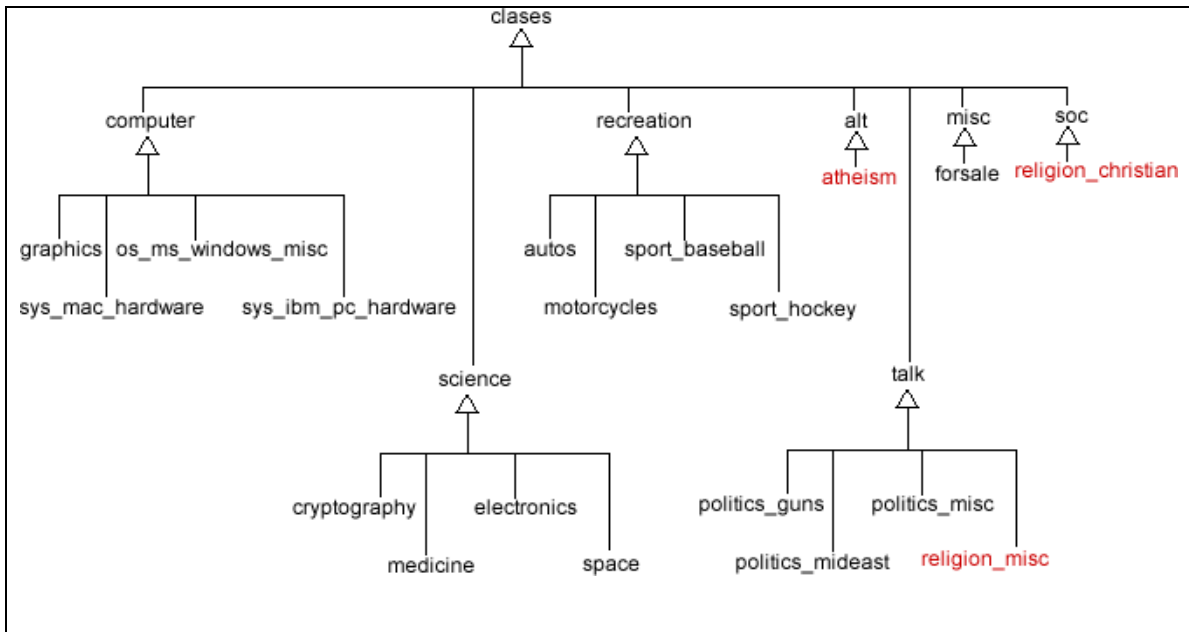 clases
computer
recreation
alt
misc
soc
atheism
forsale
religion_christian
graphics
os_ms_windows_misc
autos
sport_baseball
sys_mac_hardware
sys_ibm_pc_hardware
motorcycles
sport_hockey
science
talk
cryptography
electronics
politics_guns
politics_misc
medicine
space
politics_mideast
religion_misc